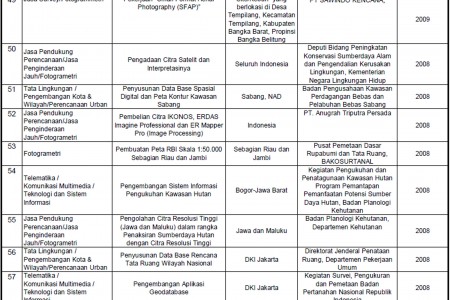 49 Jasa Survey/Fotogrametri
Photography (SFAP)"
berlokasi di Desa
Tempilang, Kecamatan
Tempilang, Kabupaten
Bangka Barat, Propinsi
Bangka Belitung
PT SAWINDO KENCANA,
2009
50
Jasa Pendukung
Perencanaan/Jasa
Penginderaan
Jauh/Fotogrametri
Pengadaan Citra Satelit dan
Interpretasinya
Seluruh Indonesia
Deputi Bidang Peningkatan
Konservasi Sumberdaya Alam
dan Pengendalian Kerusakan
Lingkungan, Kementerian
Negara Lingkungan Hidup
2008
51
Tata Lingkungan /
Pengembangan Kota &
Wilayah/Perencanaan Urban
Penyusunan Data Base Spasial
Digital dan Peta Kontur Kawasan
Sabang
Sabang, NAD
Badan Pengusahaan Kawasan
Perdagangan Bebas dan
Pelabuhan Bebas Sabang
2008
52
Jasa Pendukung
Perencanaan/Jasa
Penginderaan
Jauh/Fotogrametri
Pembelian Citra IKONOS, ERDAS
Imagine Professional dan ER Mapper
Pro (Image Processing)
Indonesia
PT. Anugrah Triputra Persada
2008
53
Fotogrametri
Pembuatan Peta RBI Skala 1:50.000
Sebagian Riau dan Jambi
Sebagian Riau dan
Jambi
Pusat Pemetaan Dasar
Rupabumi dan Tata Ruang,
BAKOSURTANAL
2008
54
Telematika /
Komunikasi Multimedia /
Teknologi dan Sistem
Informasi
Pengembangan Sistem Informasi
Pengukuhan Kawasan Hutan
Bogor-Jawa Barat
Kegiatan Pengukuhan dan
Penatagunaan Kawasan Hutan
Program Pemantapan
Pemanfaatan Potensi Sumber
Daya Hutan, Badan Planologi
Kehutanan
2008
55
Jasa Pendukung
Perencanaan/Jasa
Penginderaan
Jauh/Fotogrametri
Pengolahan Citra Resolusi Tinggi
(Jawa dan Maluku) dalam rangka
Penaksiran Sumberdaya Hutan
dengan Citra Resolusi Tinggi
Jawa dan Maluku
Badan Planologi Kehutanan,
Departemen Kehutanan
2008
56
Tata Lingkungan /
Pengembangan Kota &
Wilayah/Perencanaan Urban
Penyusunan Data Base Rencana
Tata Ruang Wilayah Nasional
DKI Jakarta
Direktorat Jenderal Penataan
Ruang, Departemen Pekerjaan
Umum
2008
57
Telematika /
Komunikasi Multimedia /
Teknologi dan Sistem
Informasi
Pengembangan Aplikasi
Geodatabase
DKI Jakarta
Kegiatan Survei, Pengukuran
dan Pemetaan Badan
Pertanahan Nasional Republik
Indonesia
2008